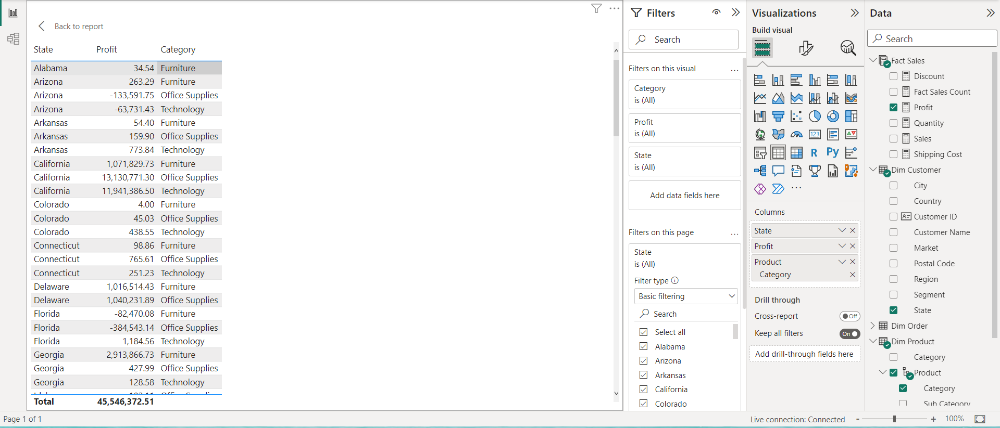 Back to report
State Profit Category
Alabama 34.54 Furniture
Arizona 263.29 Furniture
Arizona -133,591.75 Office Supplies
Arizona -63,731.43 Technology
Arkansas 54.40 Furniture
Arkansas 159.90 Office Supplies
Arkansas 773.84 Technology
California 1,071,829.73 Furniture
California 13,130,771.30 Office Supplies
California 11,941,386.50 Technology
Colorado 4.00 Furniture
Colorado 45.03 Office Supplies
Colorado 438.55 Technology
Connecticut 98.86 Furniture
Connecticut 765.61 Office Supplies
Connecticut 251.23 Technology
Delaware 1,016,514.43 Furniture
Delaware 1,040,231.89 Office Supplies
Florida -82,470.08 Furniture
Florida -384,543.14 Office Supplies
Florida 1,184.56 Technology
Georgia 2,913,866.73 Furniture
Georgia 427.99 Office Supplies
Georgia 128.58 Technology
Total 45,546,372.51
Filters
Search
Filters on this visual ...
Category
is (All)
Profit
is (All)
State
is (All)
Add data fields here
Filters on this page ...
State
is (All)
Filter type
Basic filtering
Search
Select all
Alabama
Arizona
Arkansas
California
Colorado
Visualizations
Build visual
123
R
Py
...
Columns
State
Profit
Product
Category
Drill through
Cross-report Off
Keep all filters On
Add drill-through fields here
Data
Search
Fact Sales
Discount
Fact Sales Count
Profit
Quantity
Sales
Shipping Cost
Dim Customer
City
Country
Customer ID
Customer Name
Market
Postal Code
Region
Segment
State
Dim Order
Dim Product
Category
Product
Category
Sub Category
Page 1 of 1
Live connection: Connected - + 100%